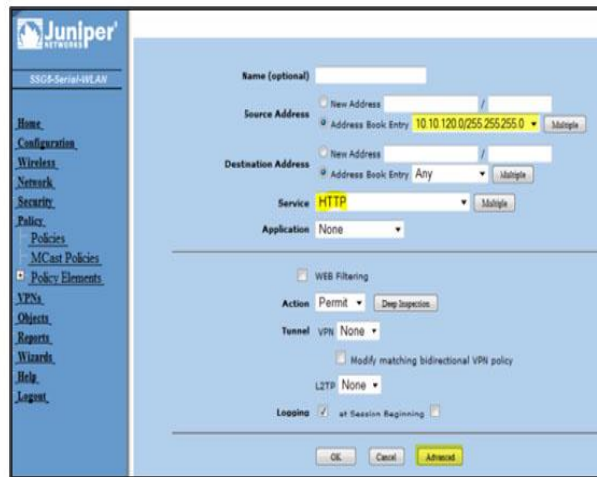 Juniper
NETWORKS
SSG5-Serial-WLAN
Home
Configuration
Wireless
Network
Security
Policy
Policies
MCast Policies
Policy Elements
VPNs
Objects
Reports
Wizards
Help
Logout
Name (optional)
Source Address
New Address /
Address Book Entry 10.10.120.0/255.255.255.0 Multiple
Destination Address
New Address /
Address Book Entry Any Multiple
Service HTTP Multiple
Application None
WEB Filtering
Action Permit Deep Inspection
Tunnel VPN None
Modify matching bidirectional VPN policy
L2TP None
Logging at Session Beginning
OK Cancel Advanced